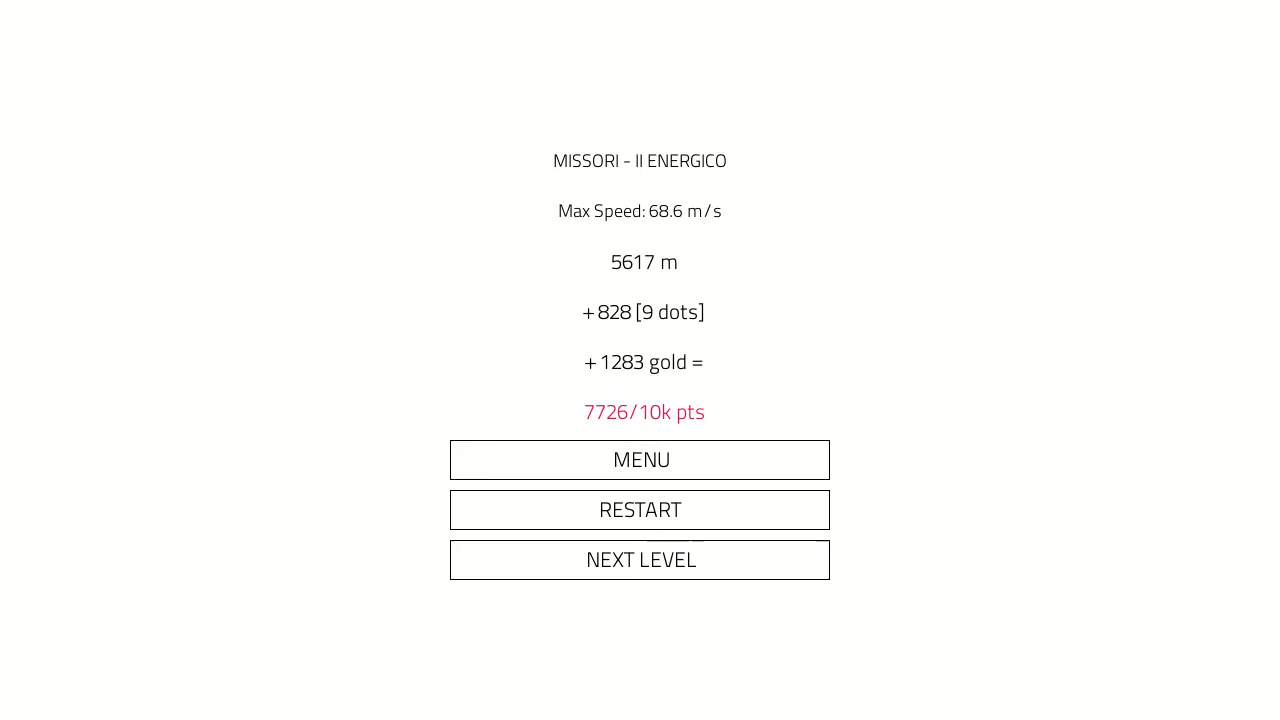 MISSORI - II ENERGICO
Max Speed: 68.6 m/s
5617 m
+828 [9 dots]
+1283 gold =
7726/10k pts
MENU
RESTART
NEXT LEVEL